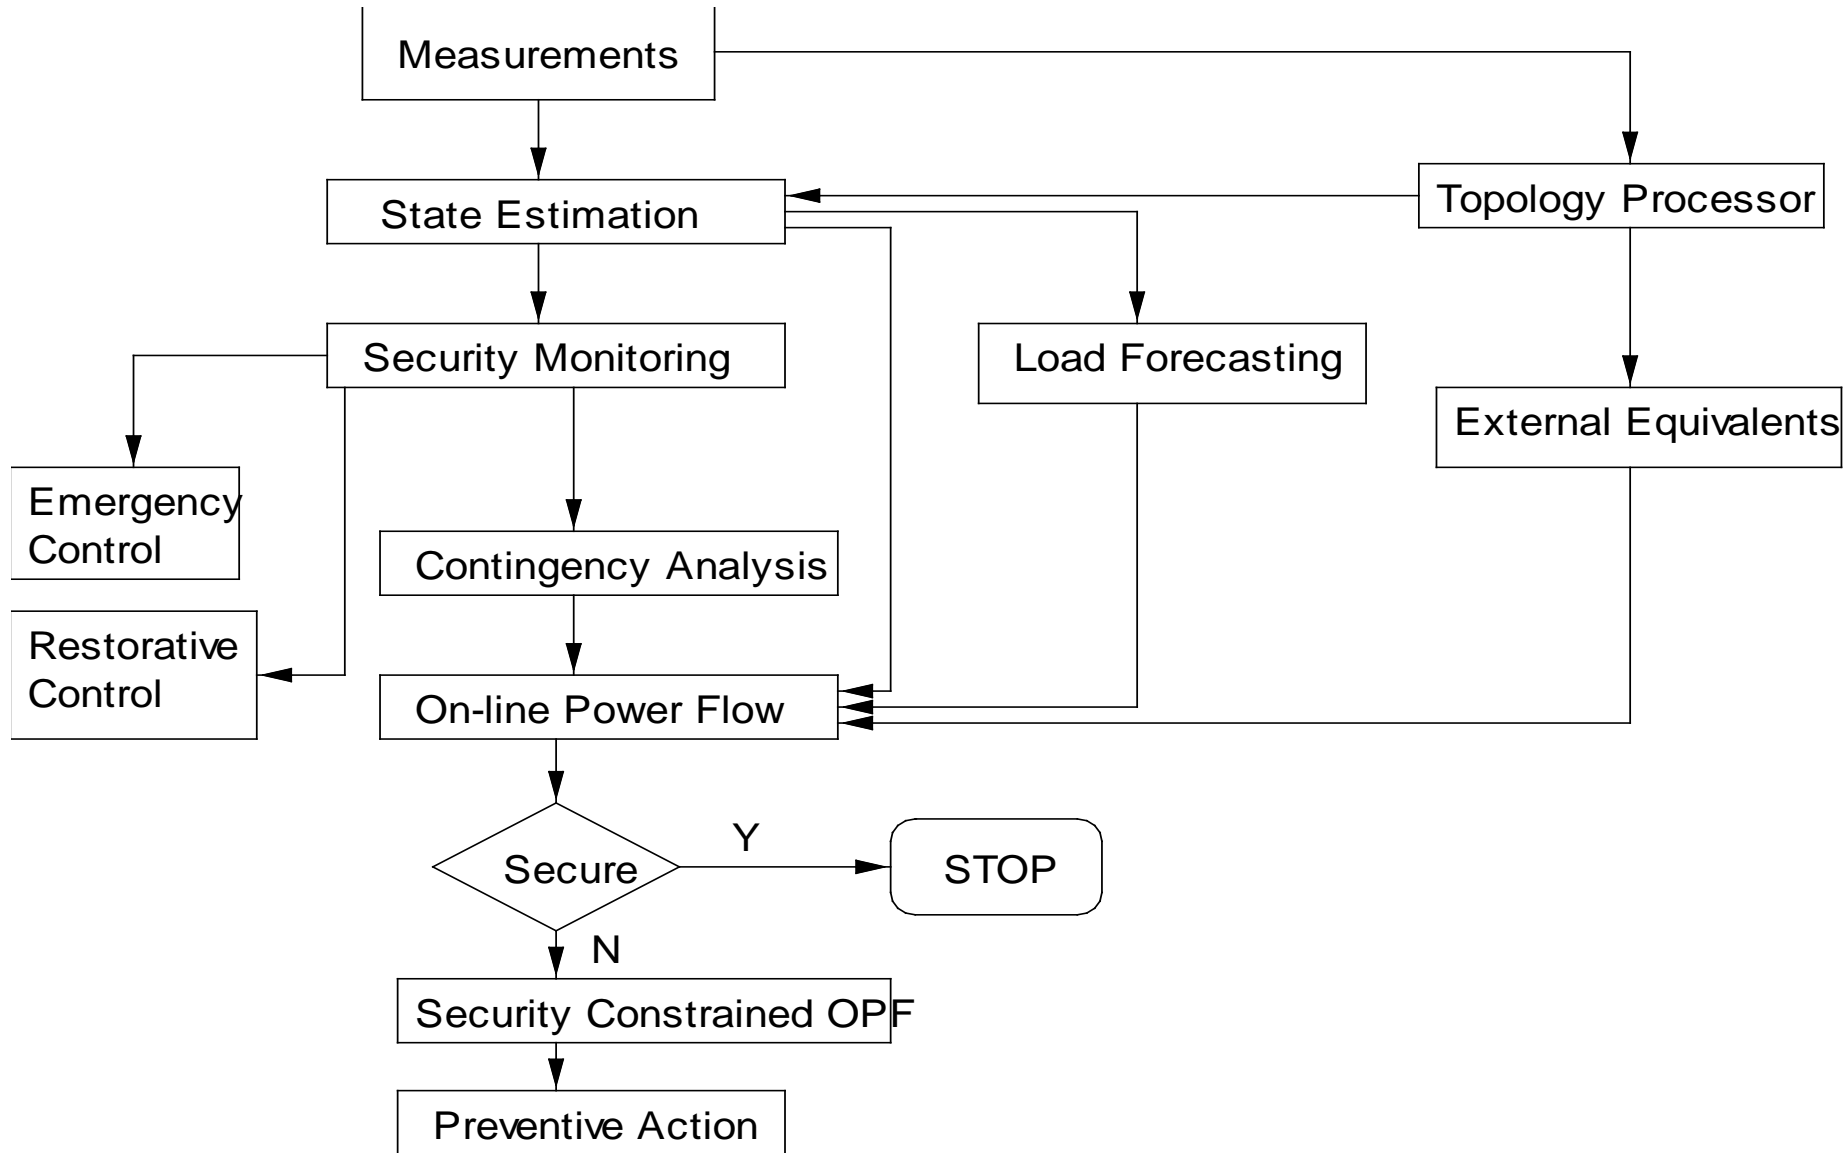 Measurements
State Estimation
Topology Processor
Security Monitoring
Load Forecasting
External Equivalents
Emergency
Control
Contingency Analysis
Restorative
Control
On-line Power Flow
Y
Secure
STOP
N
Security Constrained OPF
Preventive Action